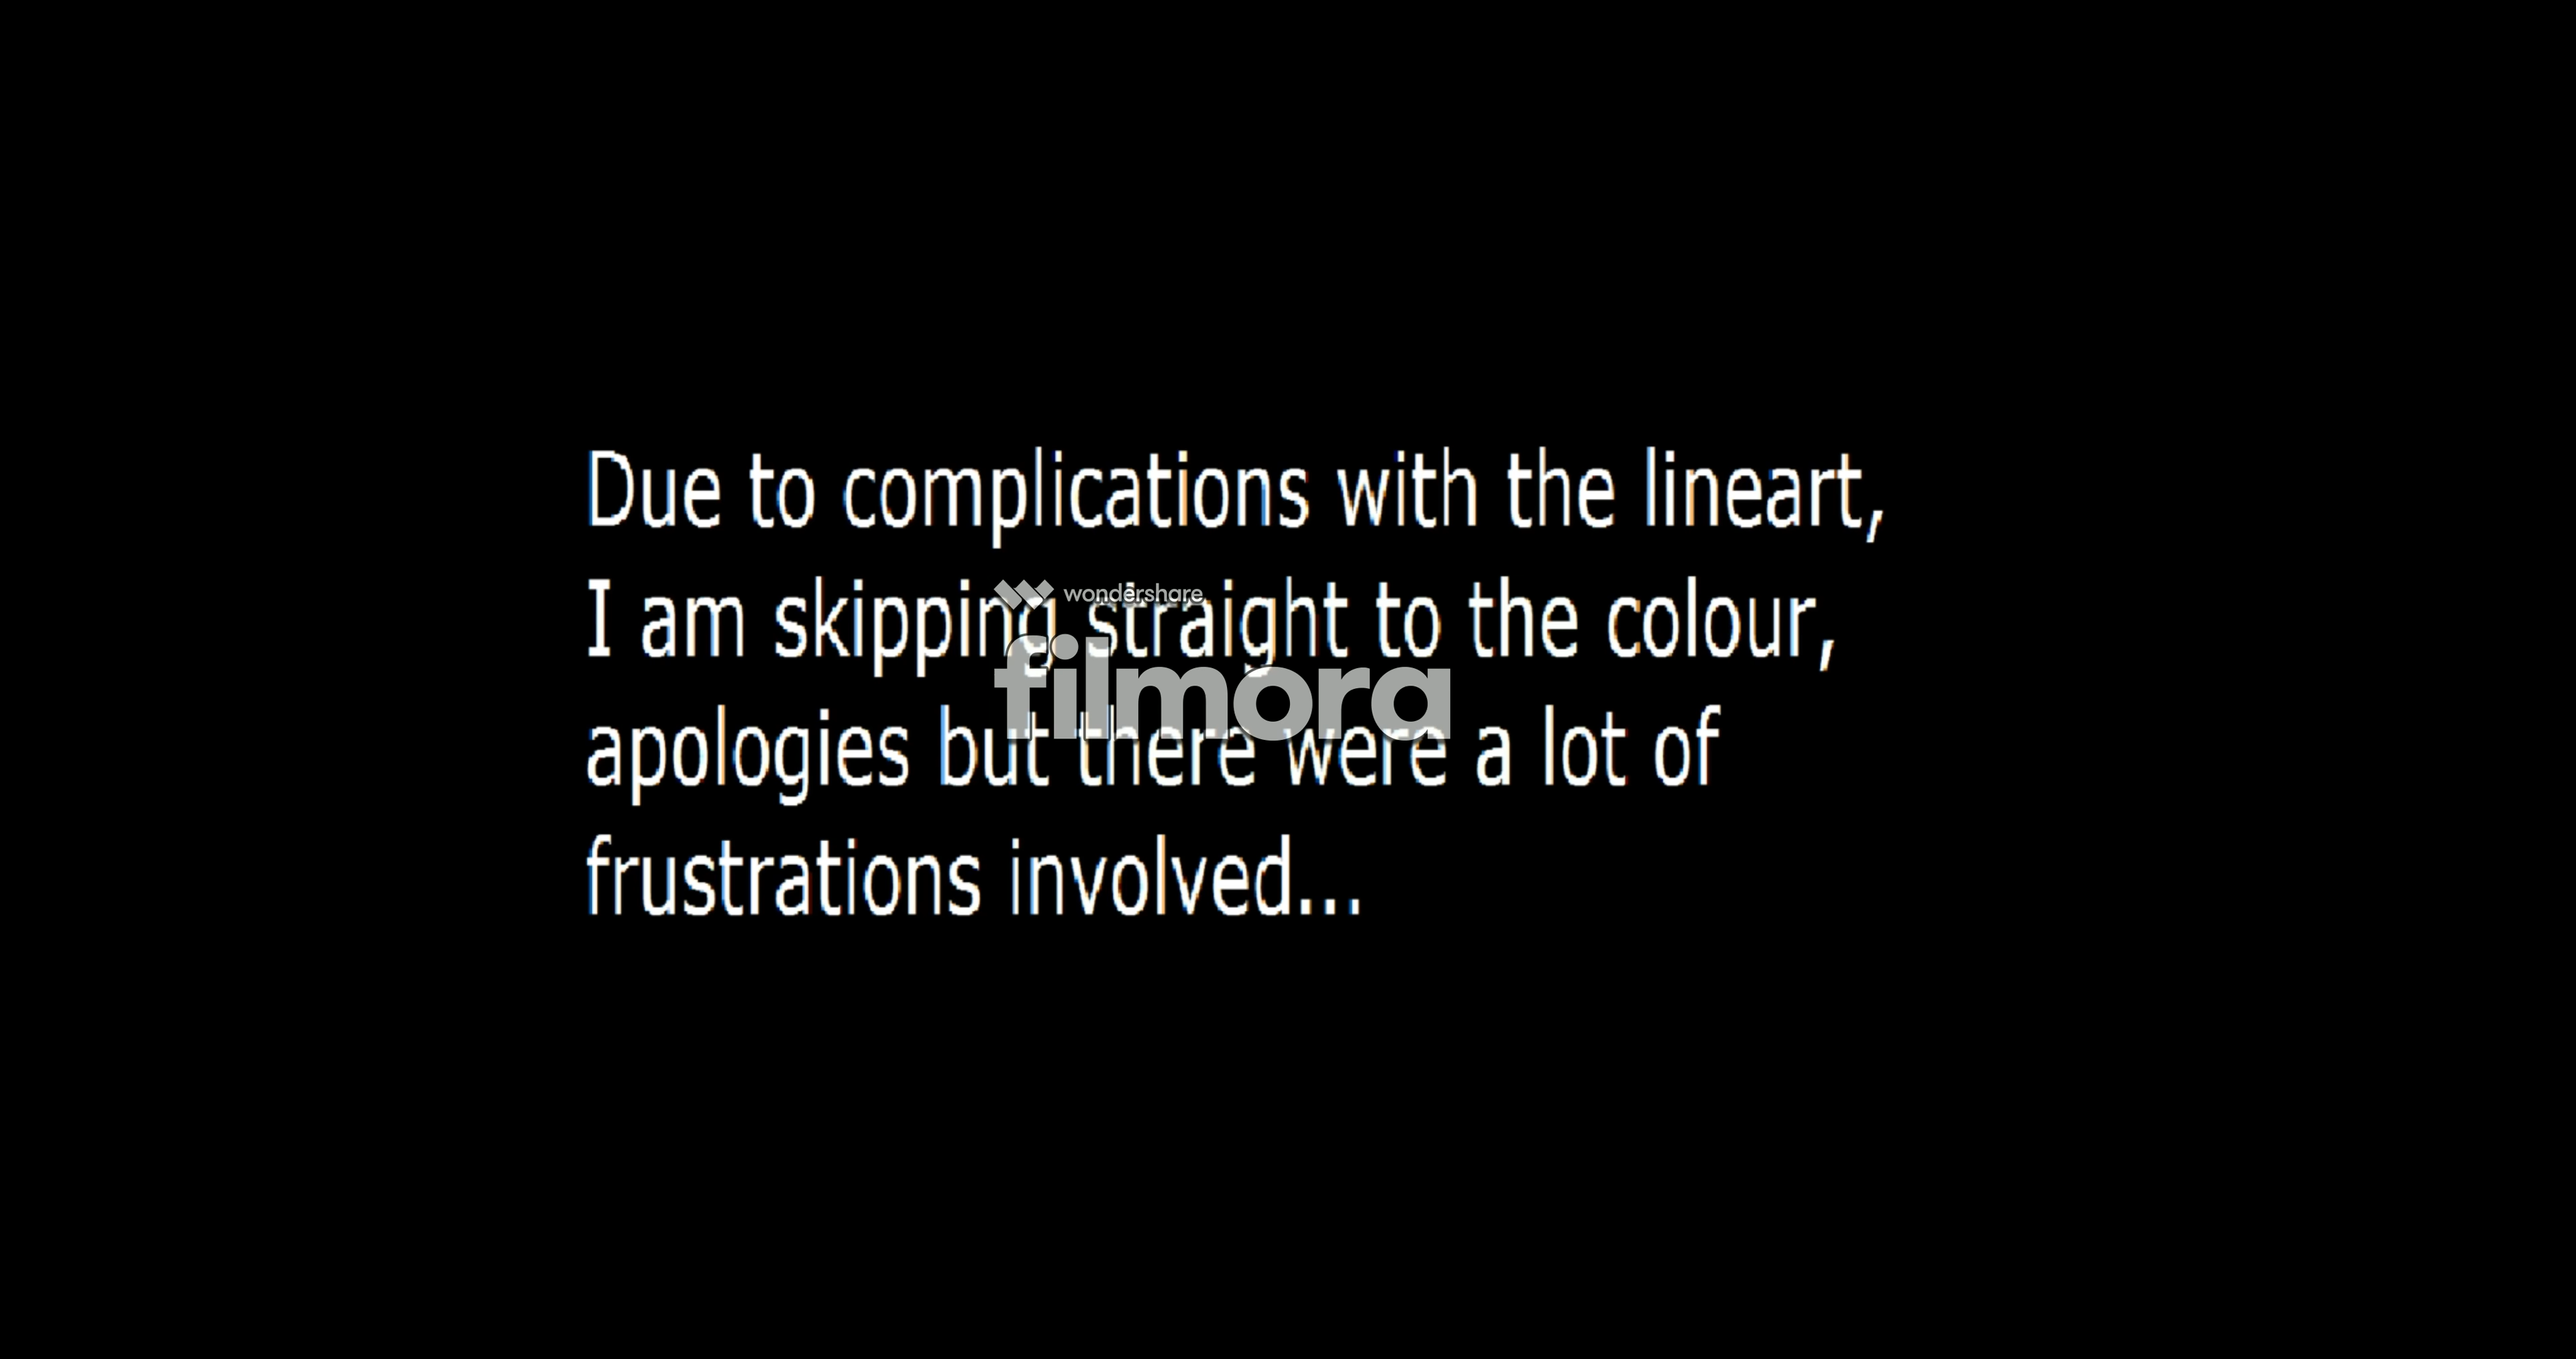 Due to complications with the lineart,
I am skipping straight to the colour,
wondershare
filmora
apologies but there were a lot of
frustrations involved...